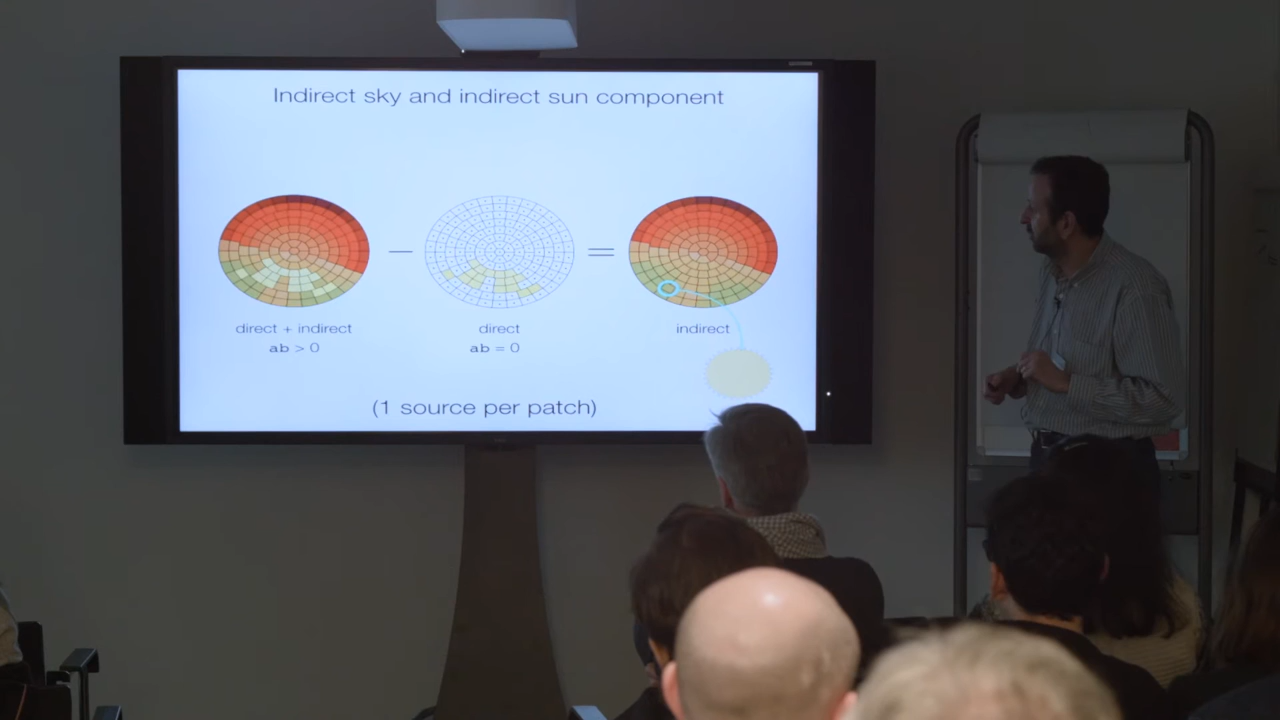 Indirect sky and indirect sun component
— =
direct + indirect
ab > 0
direct
ab = 0
indirect
(1 source per patch)